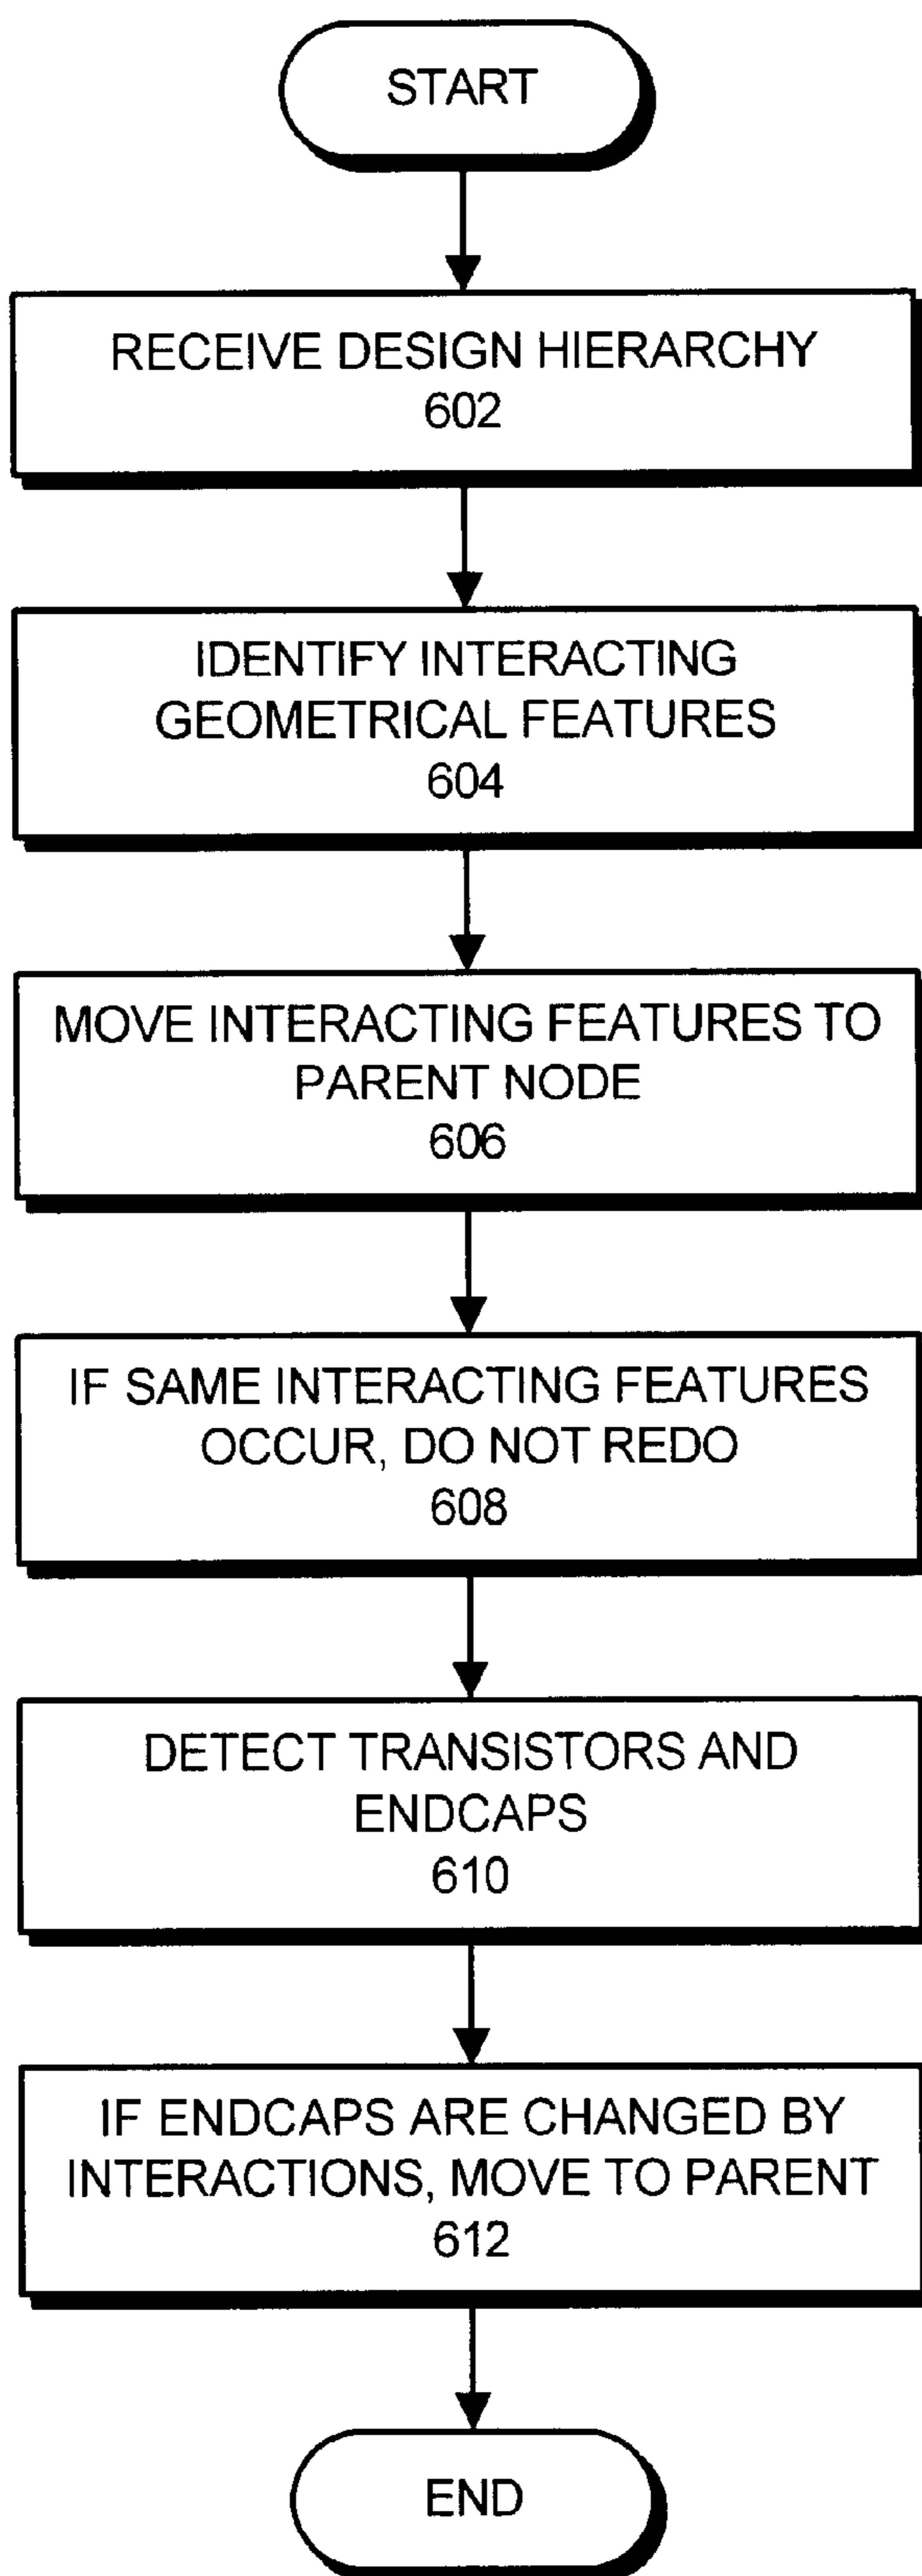 START
RECEIVE DESIGN HIERARCHY
602
IDENTIFY INTERACTING
GEOMETRICAL FEATURES
604
MOVE INTERACTING FEATURES TO
PARENT NODE
606
IF SAME INTERACTING FEATURES
OCCUR, DO NOT REDO
608
DETECT TRANSISTORS AND
ENDCAPS
610
IF ENDCAPS ARE CHANGED BY
INTERACTIONS, MOVE TO PARENT
612
END